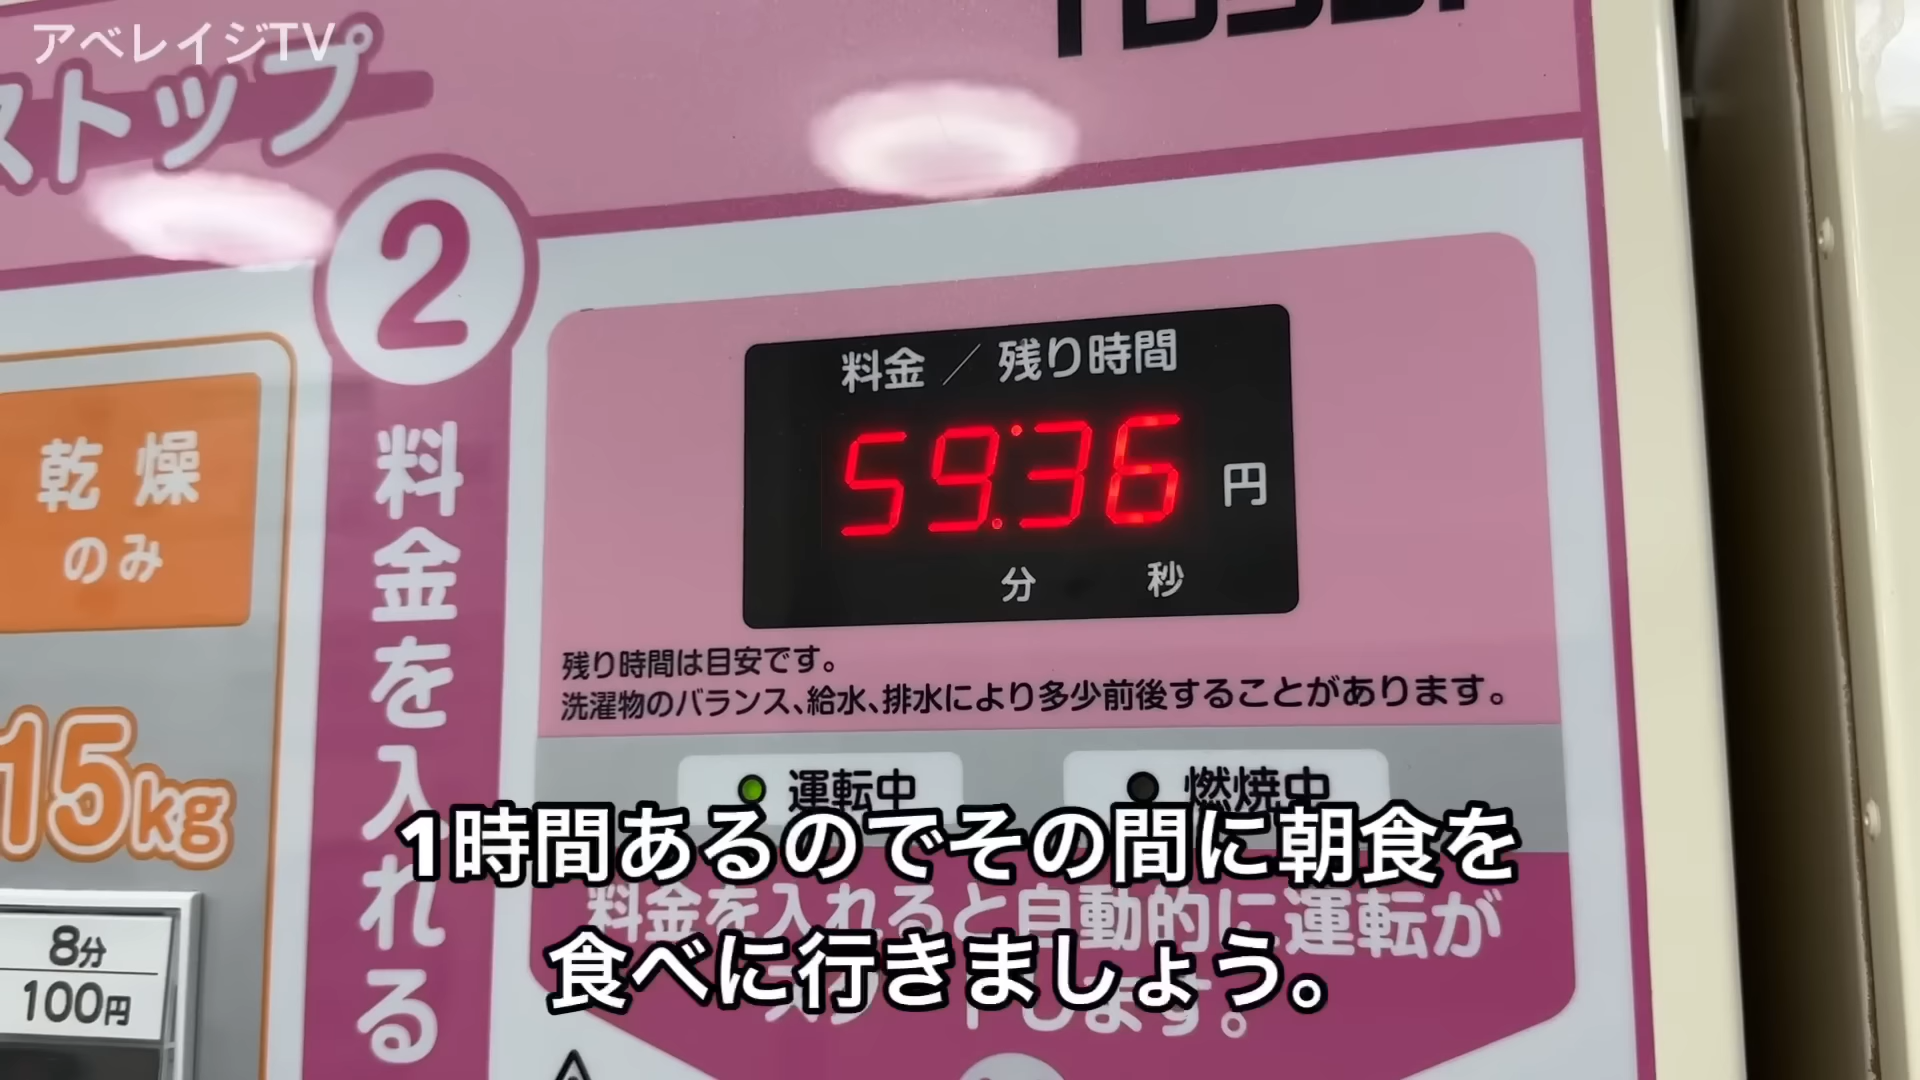 アベレイジTV
ストップ
2
料金を入れる
乾燥
のみ
15kg
8分
100円
料金／残り時間
59:36
円
分 秒
残り時間は目安です。
洗濯物のバランス、給水、排水により多少前後することがあります。
運転中
燃焼中
1時間あるのでその間に朝食を
料金を入れると自動的に運転が
食べに行きましょう。